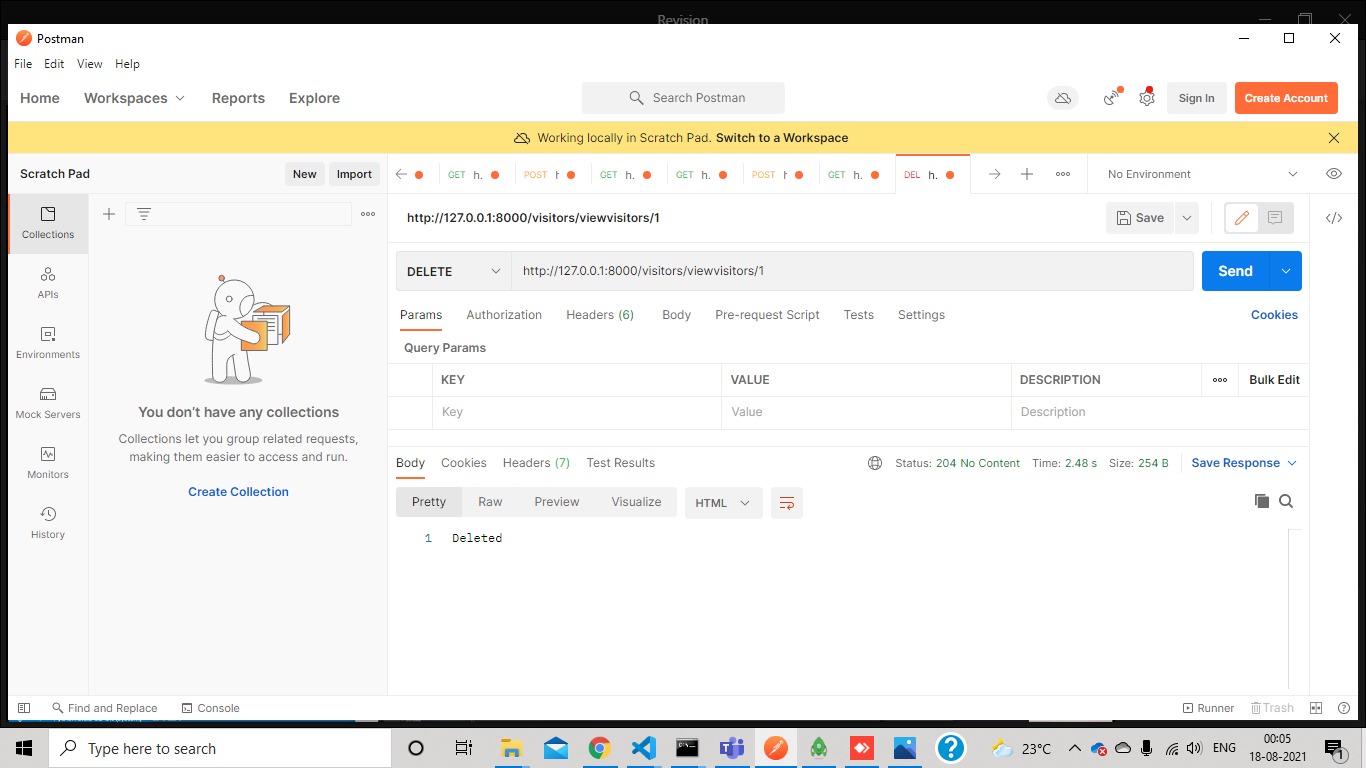 Revision
Postman
File Edit View Help
Home Workspaces Reports Explore Search Postman Sign In Create Account
Working locally in Scratch Pad. Switch to a Workspace
Scratch Pad New Import GET h. POST h GET h. GET h. POST h. GET h. DEL h. No Environment
Collections
APIs
Environments
Mock Servers
Monitors
History
You don't have any collections
Collections let you group related requests,
making them easier to access and run.
Create Collection
http://127.0.0.1:8000/visitors/viewvisitors/1 Save
DELETE http://127.0.0.1:8000/visitors/viewvisitors/1 Send
Params Authorization Headers (6) Body Pre-request Script Tests Settings Cookies
Query Params
KEY VALUE DESCRIPTION Bulk Edit
Key Value Description
Body Cookies Headers (7) Test Results Status: 204 No Content Time: 2.48 s Size: 254 B Save Response
Pretty Raw Preview Visualize HTML
1 Deleted
Find and Replace Console Runner Trash
Type here to search 23°C ENG 00:05
18-08-2021 1